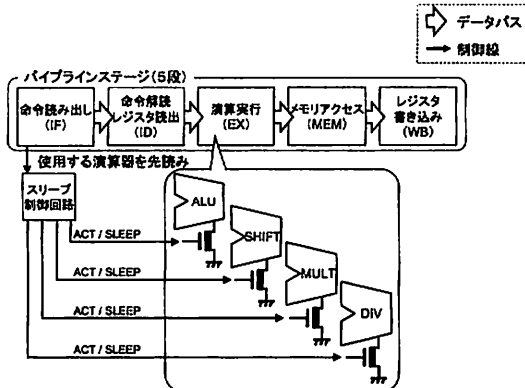 データパス
制御線
パイプラインステージ(5段)
命令読み出し
(IF)
命令解読
レジスタ読出
(ID)
演算実行
(EX)
メモリアクセス
(MEM)
レジスタ
書き込み
(WB)
使用する演算器を先読み
スリープ
制御回路
ALU
ACT / SLEEP
SHIFT
ACT / SLEEP
MULT
ACT / SLEEP
DIV
ACT / SLEEP